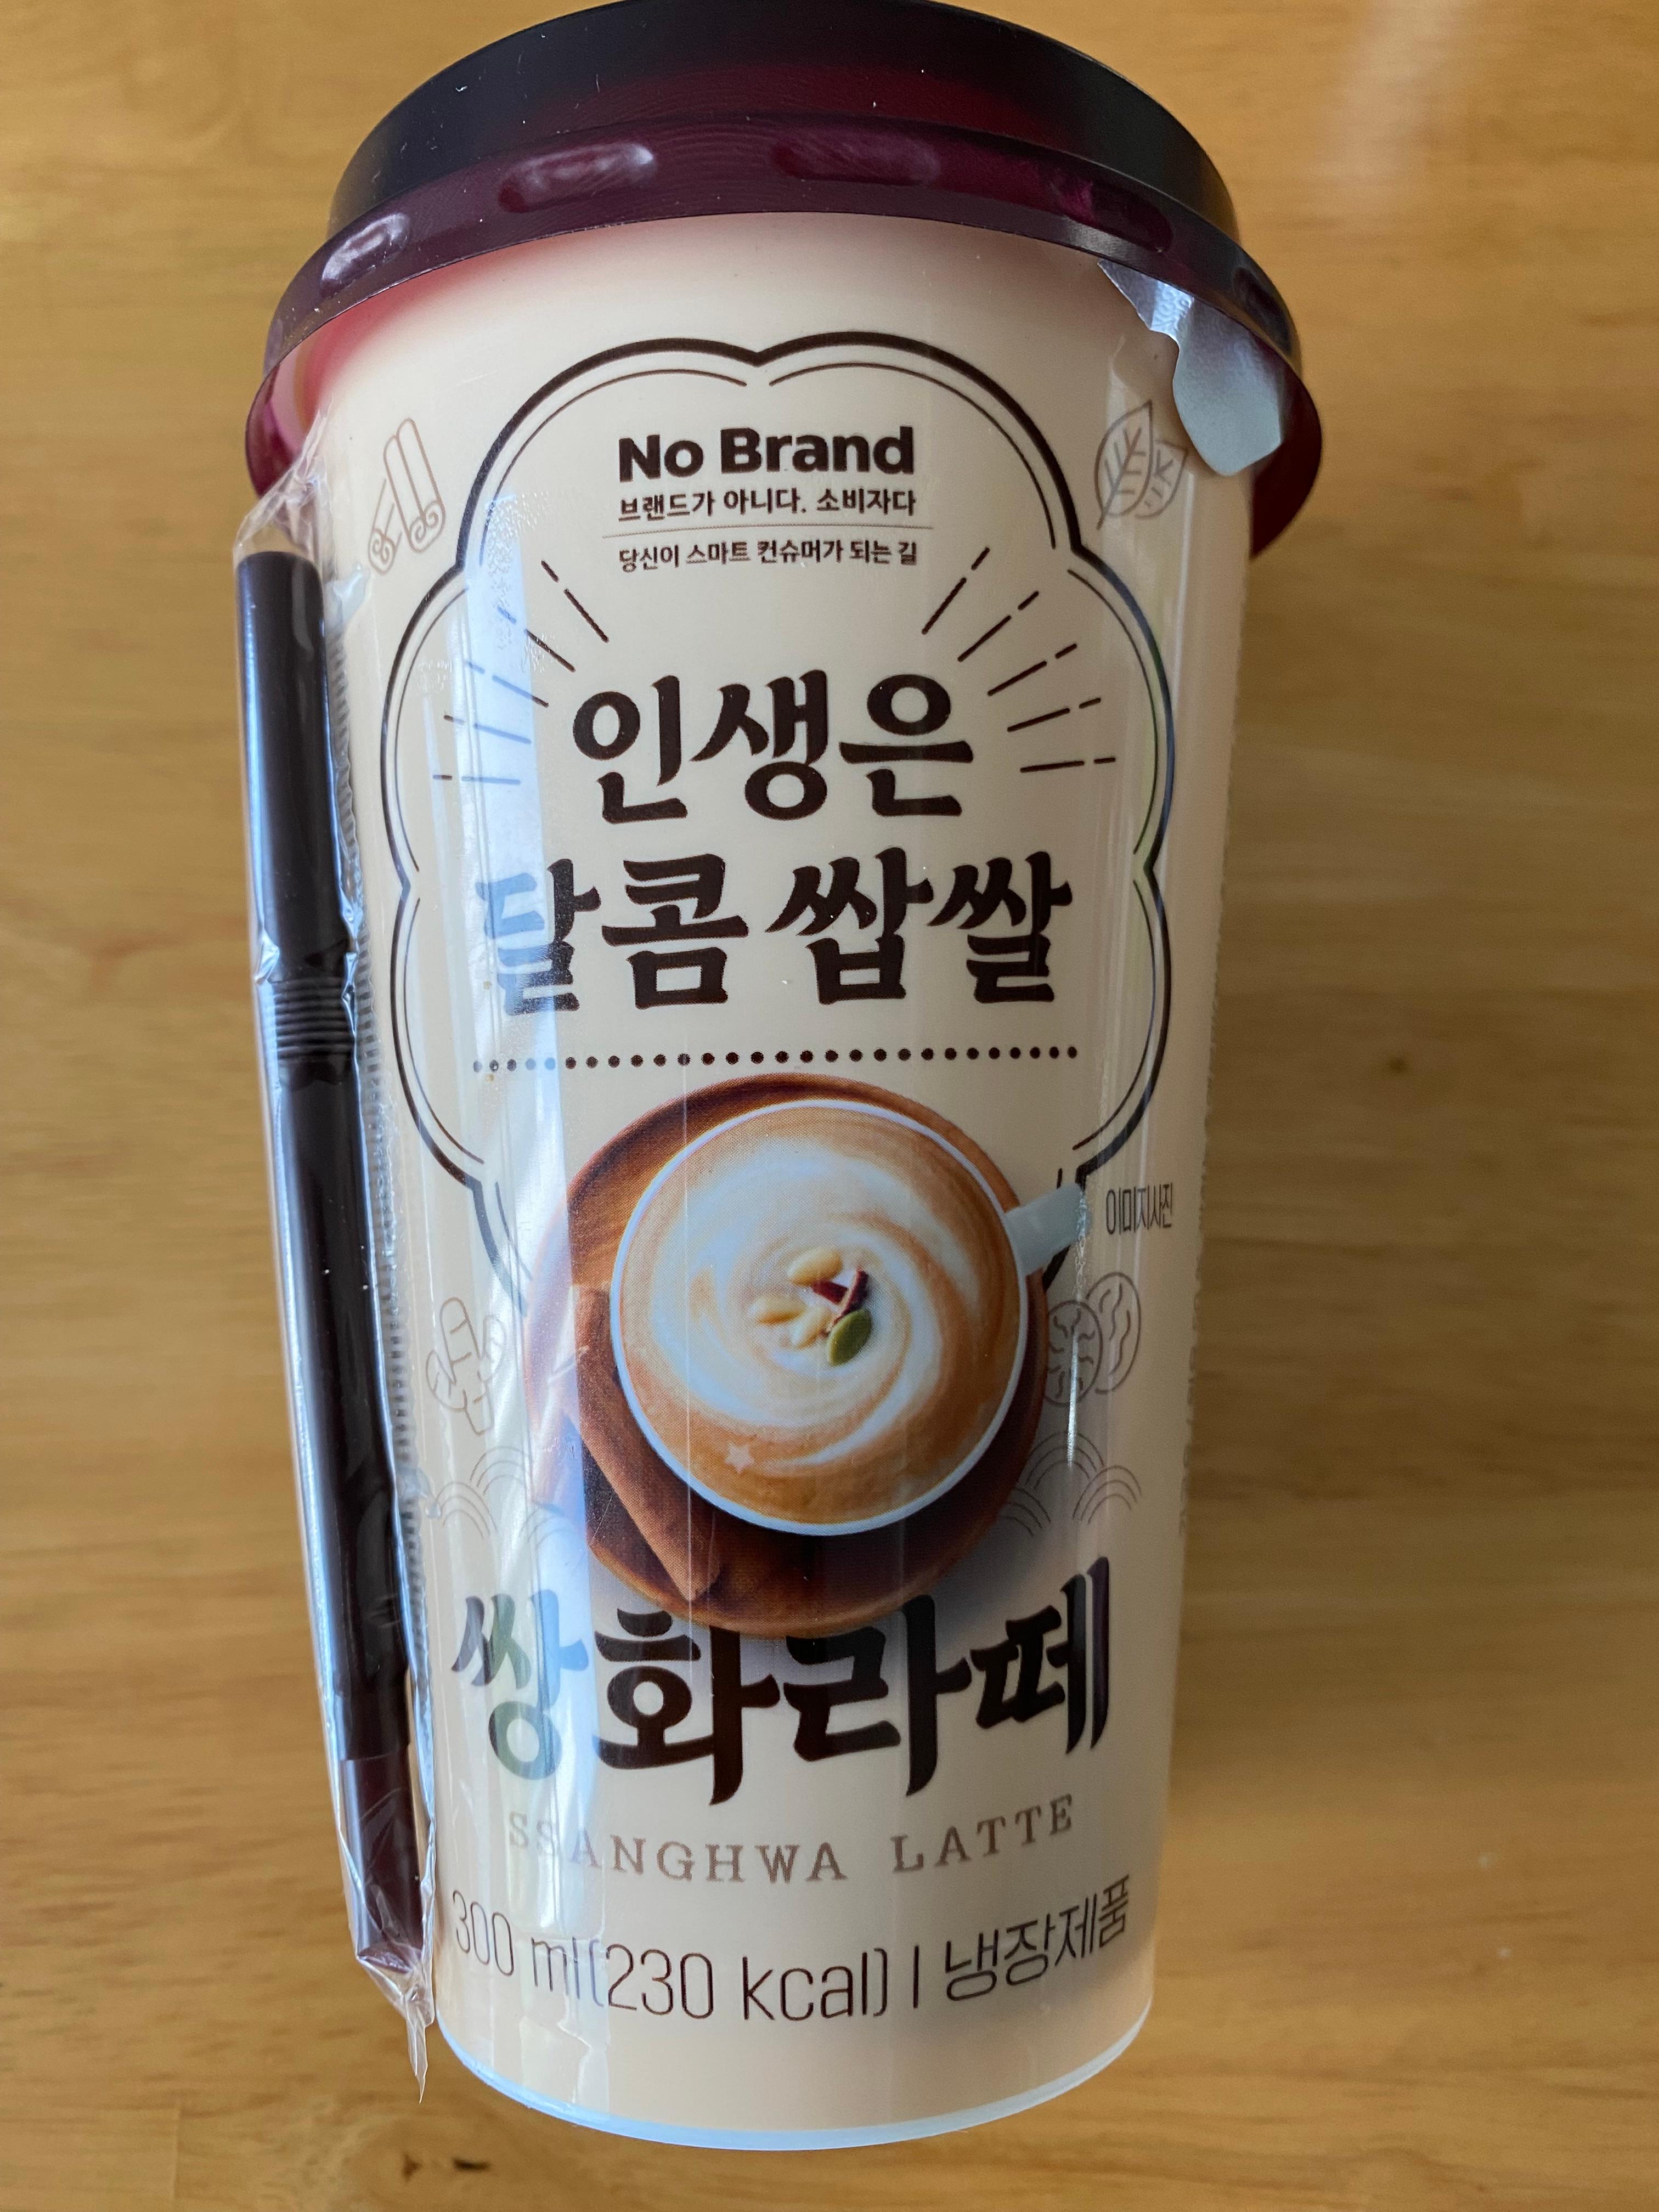 No Brand
브랜드가 아니다. 소비자다
당신이 스마트 컨슈머가 되는 길
인생은
달콤 쌉쌀
이미지사진
쌍화라떼
SSANGHWA LATTE
300 ml(230 kcal) | 냉장제품